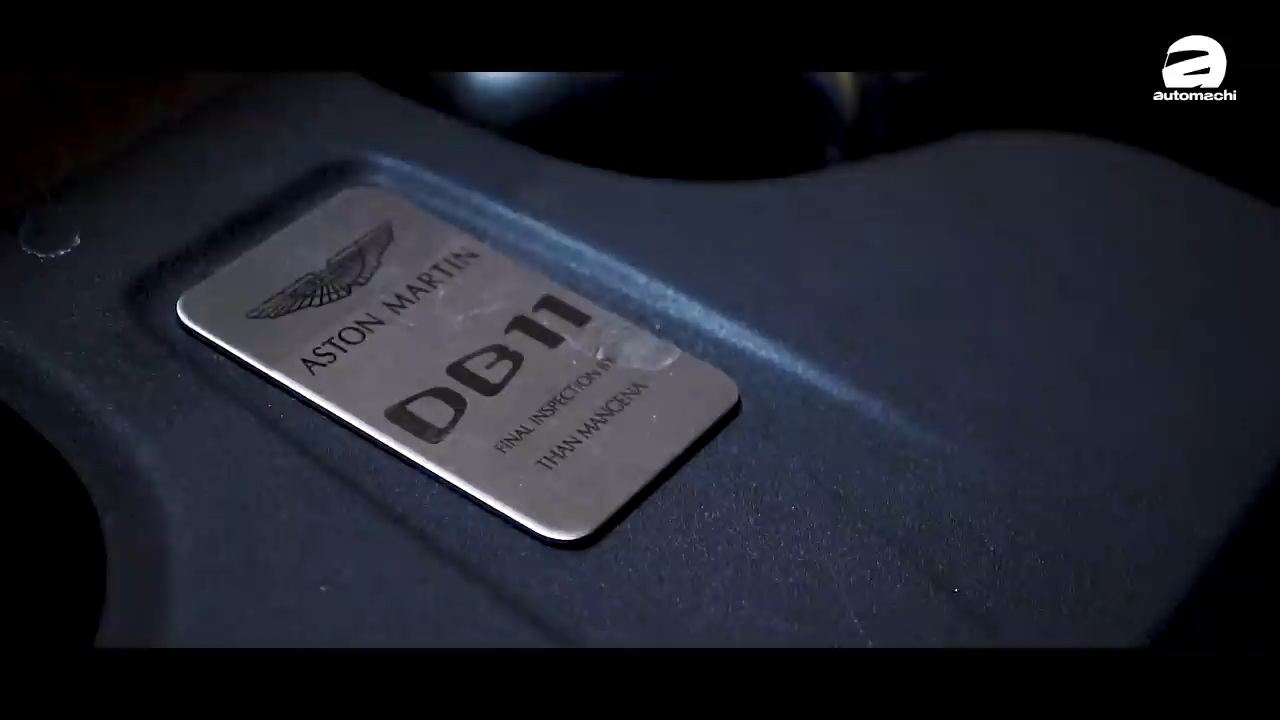 automachi
ASTON MARTIN
DB11
FINAL INSPECTION BY
THAN MANCENA